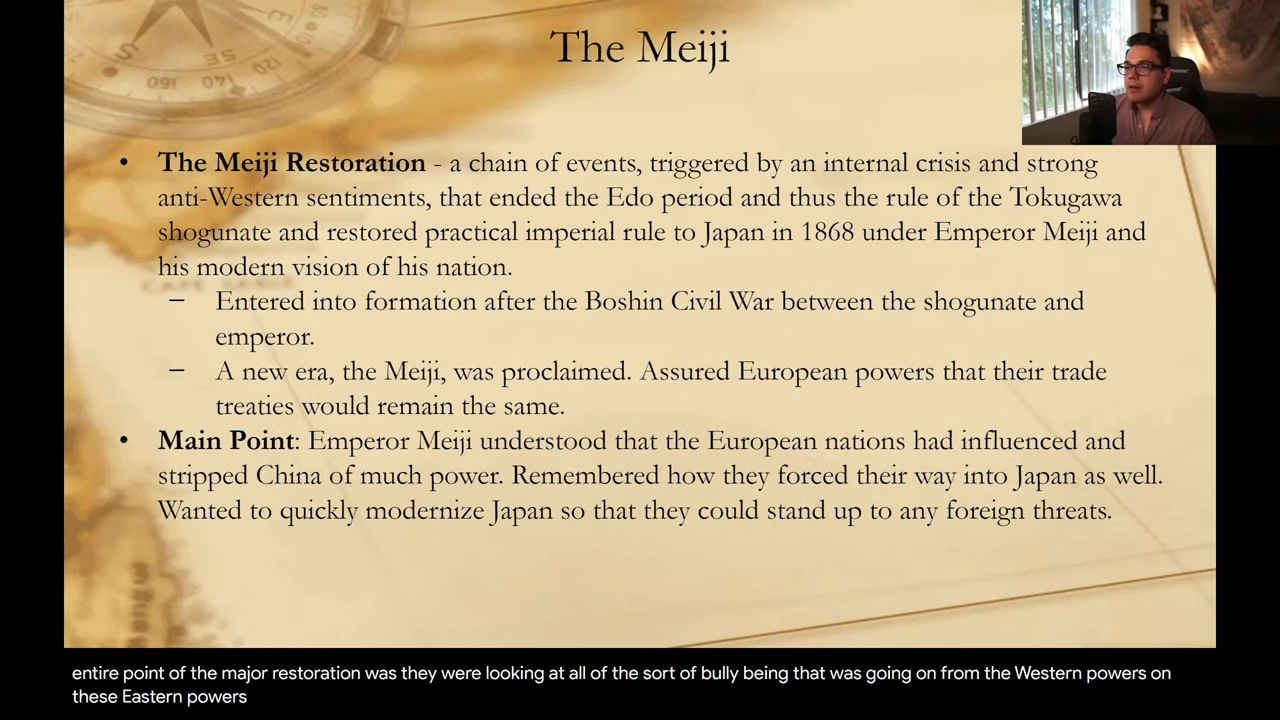 The Meiji
• The Meiji Restoration - a chain of events, triggered by an internal crisis and strong
anti-Western sentiments, that ended the Edo period and thus the rule of the Tokugawa
shogunate and restored practical imperial rule to Japan in 1868 under Emperor Meiji and
his modern vision of his nation.
– Entered into formation after the Boshin Civil War between the shogunate and
emperor.
– A new era, the Meiji, was proclaimed. Assured European powers that their trade
treaties would remain the same.
• Main Point: Emperor Meiji understood that the European nations had influenced and
stripped China of much power. Remembered how they forced their way into Japan as well.
Wanted to quickly modernize Japan so that they could stand up to any foreign threats.
entire point of the major restoration was they were looking at all of the sort of bully being that was going on from the Western powers on
these Eastern powers
S
SE
E
160
140
120